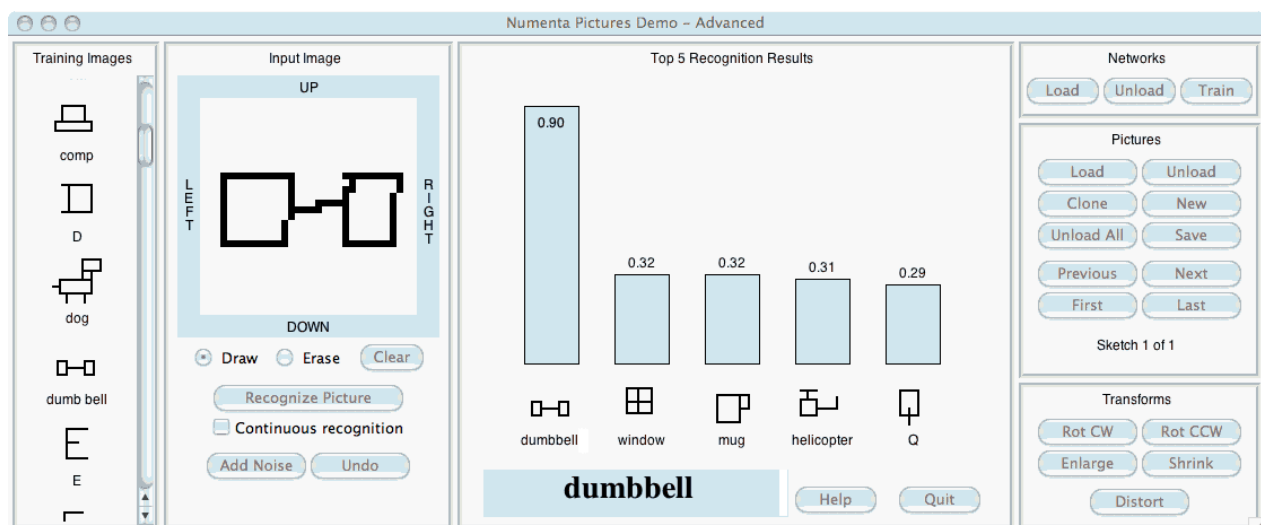 Numenta Pictures Demo – Advanced
Training Images
comp
D
dog
dumb bell
E
Input Image
UP
LEFT
RIGHT
DOWN
Draw Erase Clear
Recognize Picture
Continuous recognition
Add Noise Undo
Top 5 Recognition Results
0.90
0.32
0.32
0.31
0.29
dumbbell window mug helicopter Q
dumbbell
Help Quit
Networks
Load Unload Train
Pictures
Load Unload
Clone New
Unload All Save
Previous Next
First Last
Sketch 1 of 1
Transforms
Rot CW Rot CCW
Enlarge Shrink
Distort